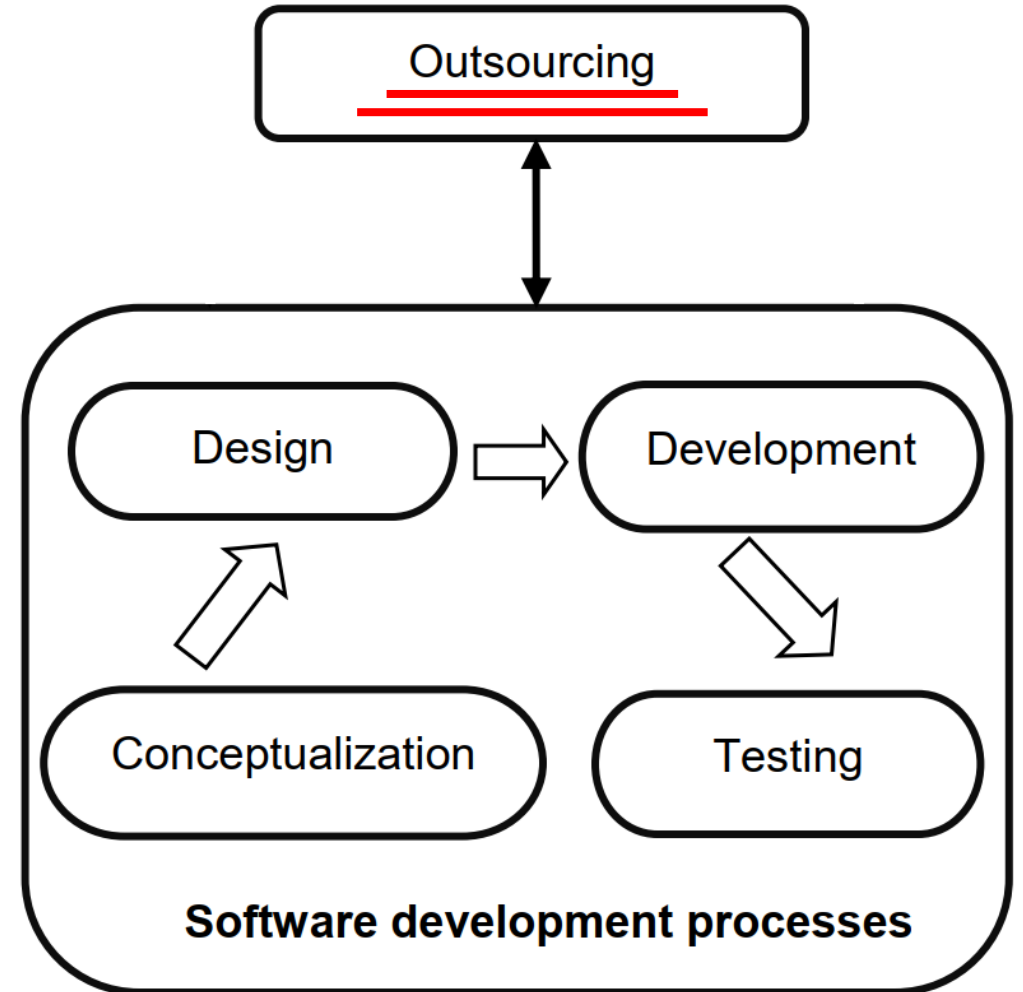 Outsourcing
Design
Development
Conceptualization
Testing
Software development processes